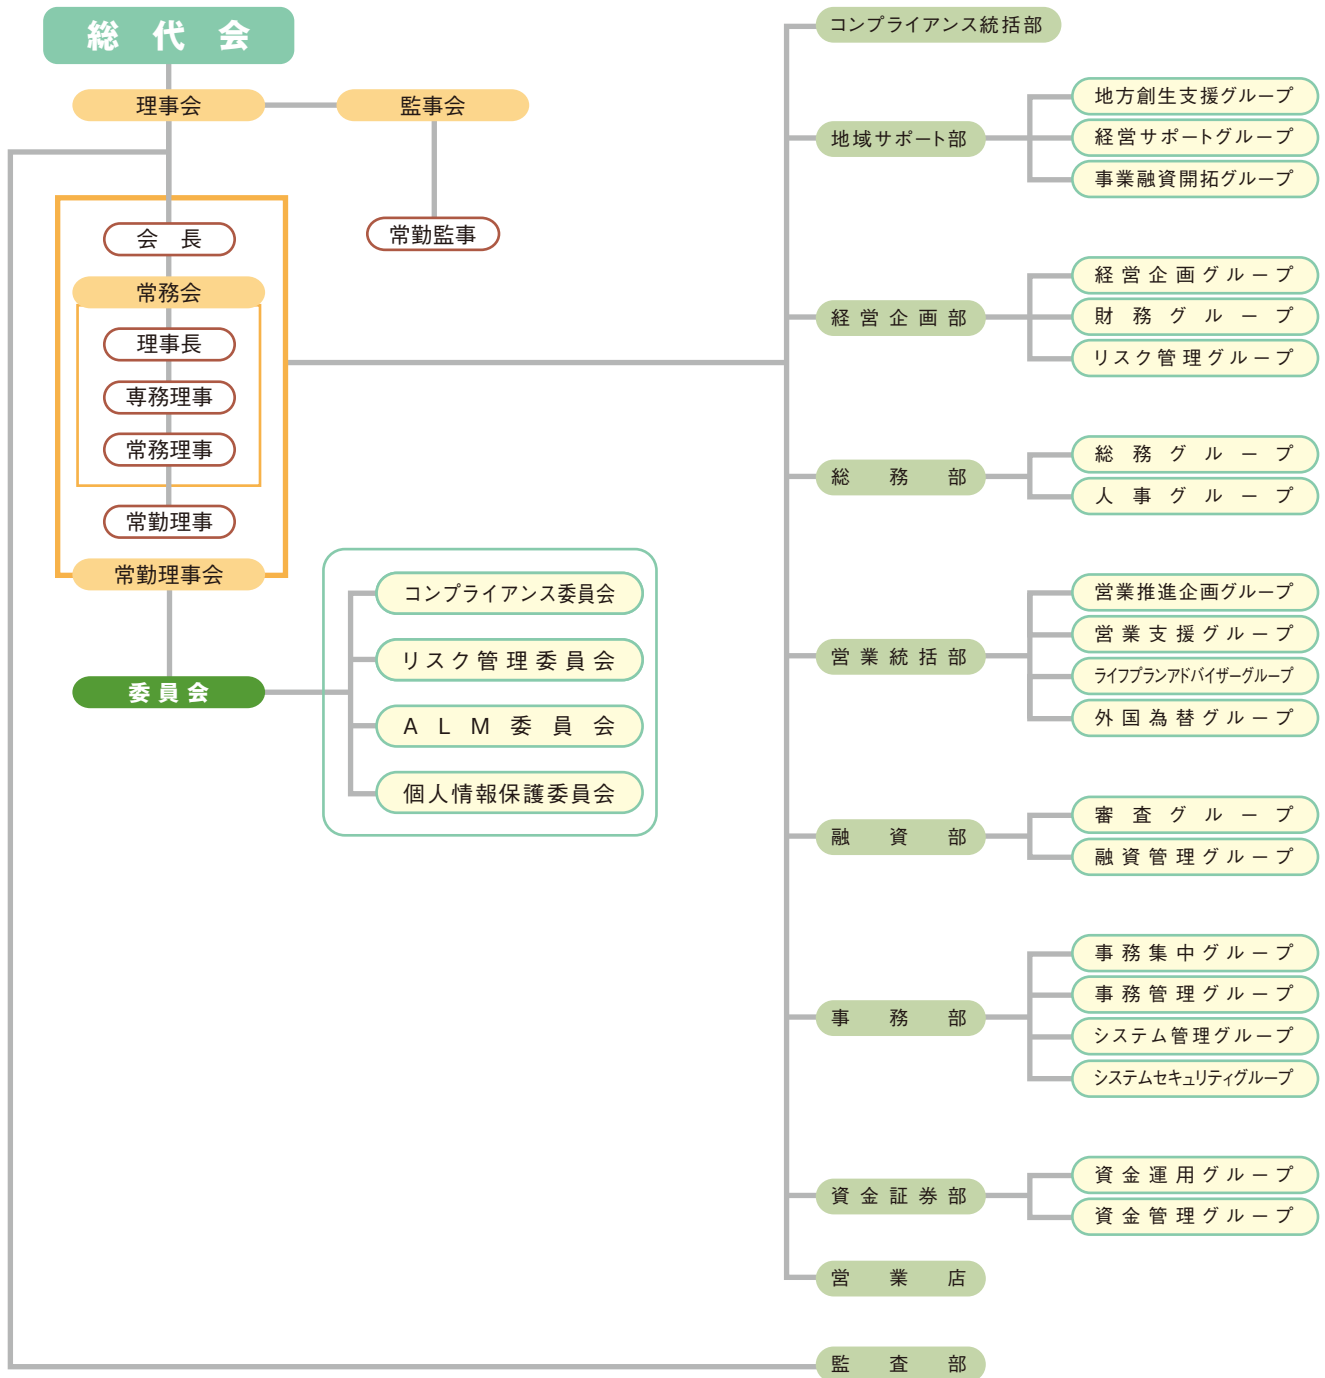 総代会
理事会
監事会
常勤監事
会長
常務会
理事長
専務理事
常務理事
常勤理事
常勤理事会
委員会
コンプライアンス委員会
リスク管理委員会
ALM委員会
個人情報保護委員会
コンプライアンス統括部
地域サポート部
地方創生支援グループ
経営サポートグループ
事業融資開拓グループ
経営企画部
経営企画グループ
財務グループ
リスク管理グループ
総務部
総務グループ
人事グループ
営業統括部
営業推進企画グループ
営業支援グループ
ライフプランアドバイザーグループ
外国為替グループ
融資部
審査グループ
融資管理グループ
事務部
事務集中グループ
事務管理グループ
システム管理グループ
システムセキュリティグループ
資金証券部
資金運用グループ
資金管理グループ
営業店
監査部